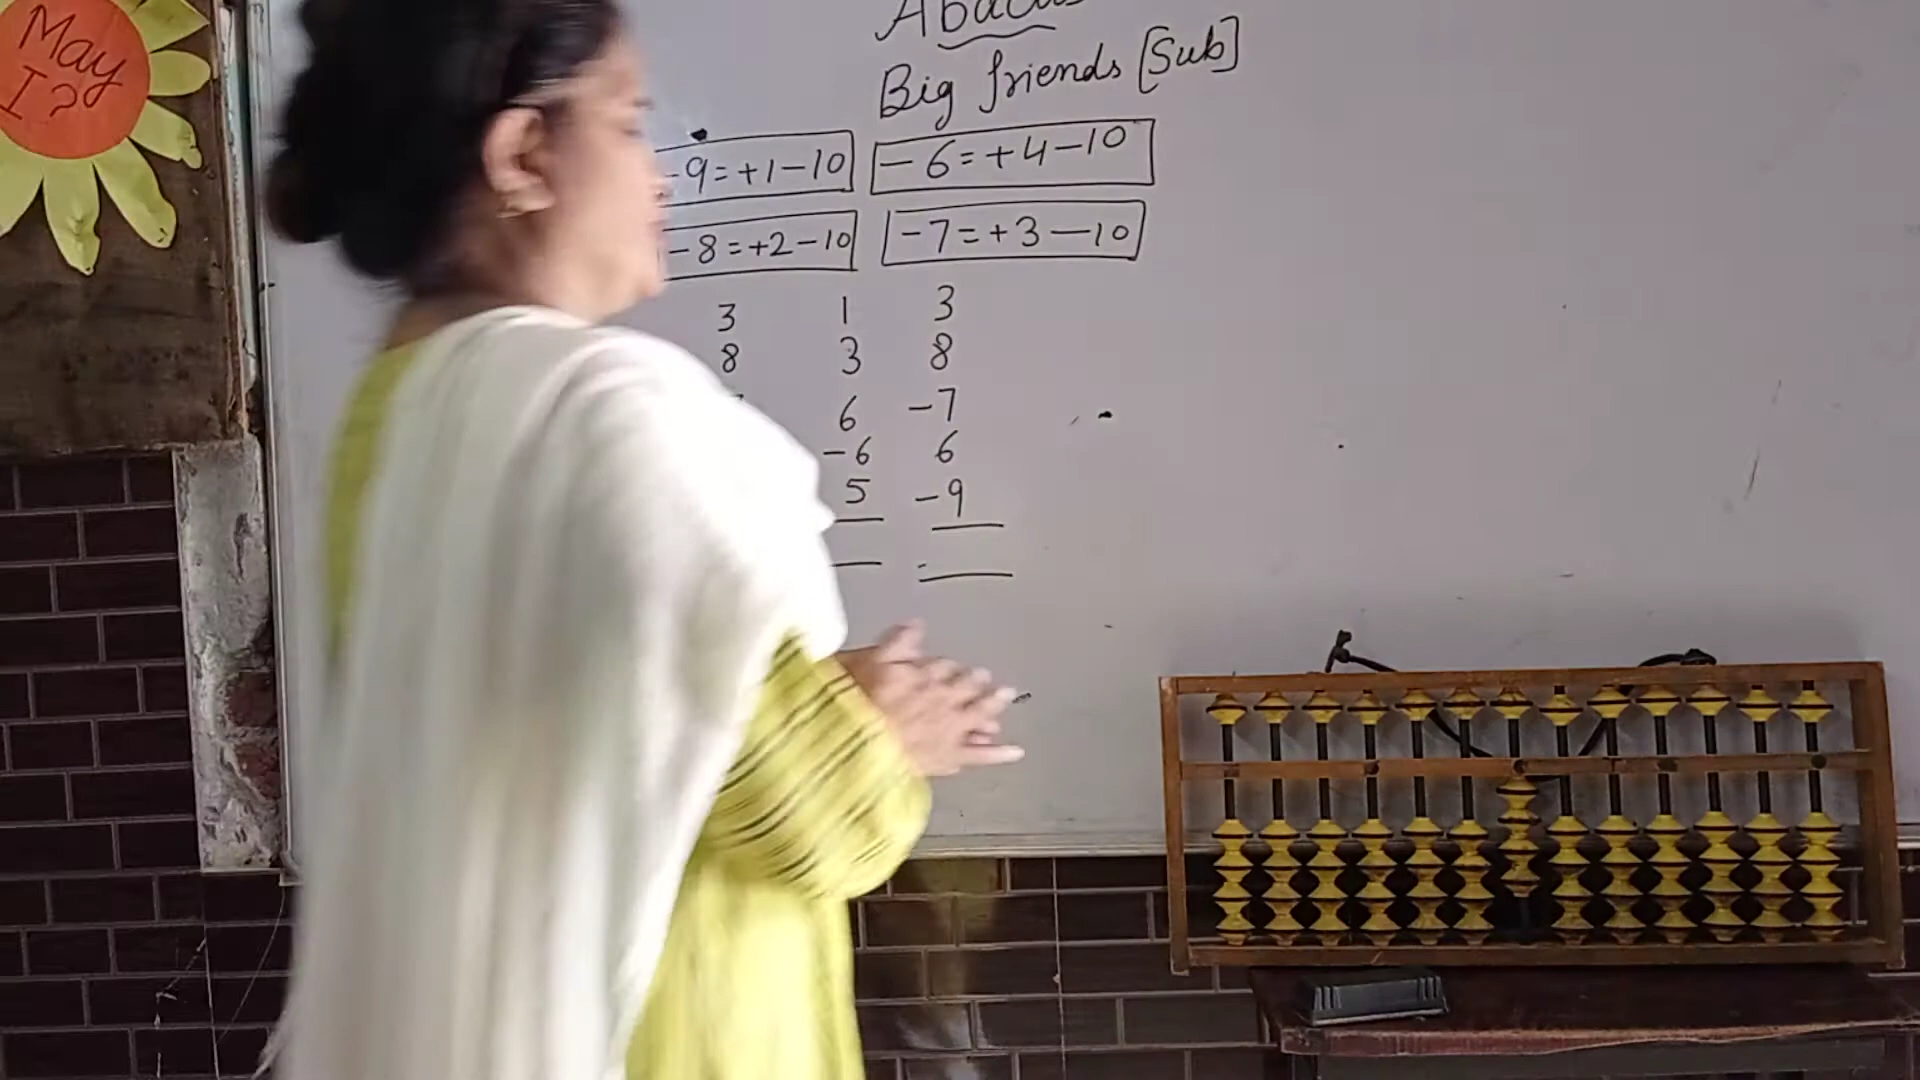 May
I?
Abacus
Big friends [Sub]
-9=+1-10 -6=+4-10
-8=+2-10 -7=+3-10
3 1 3
8 3 8
6 -7
-6 6
5 -9